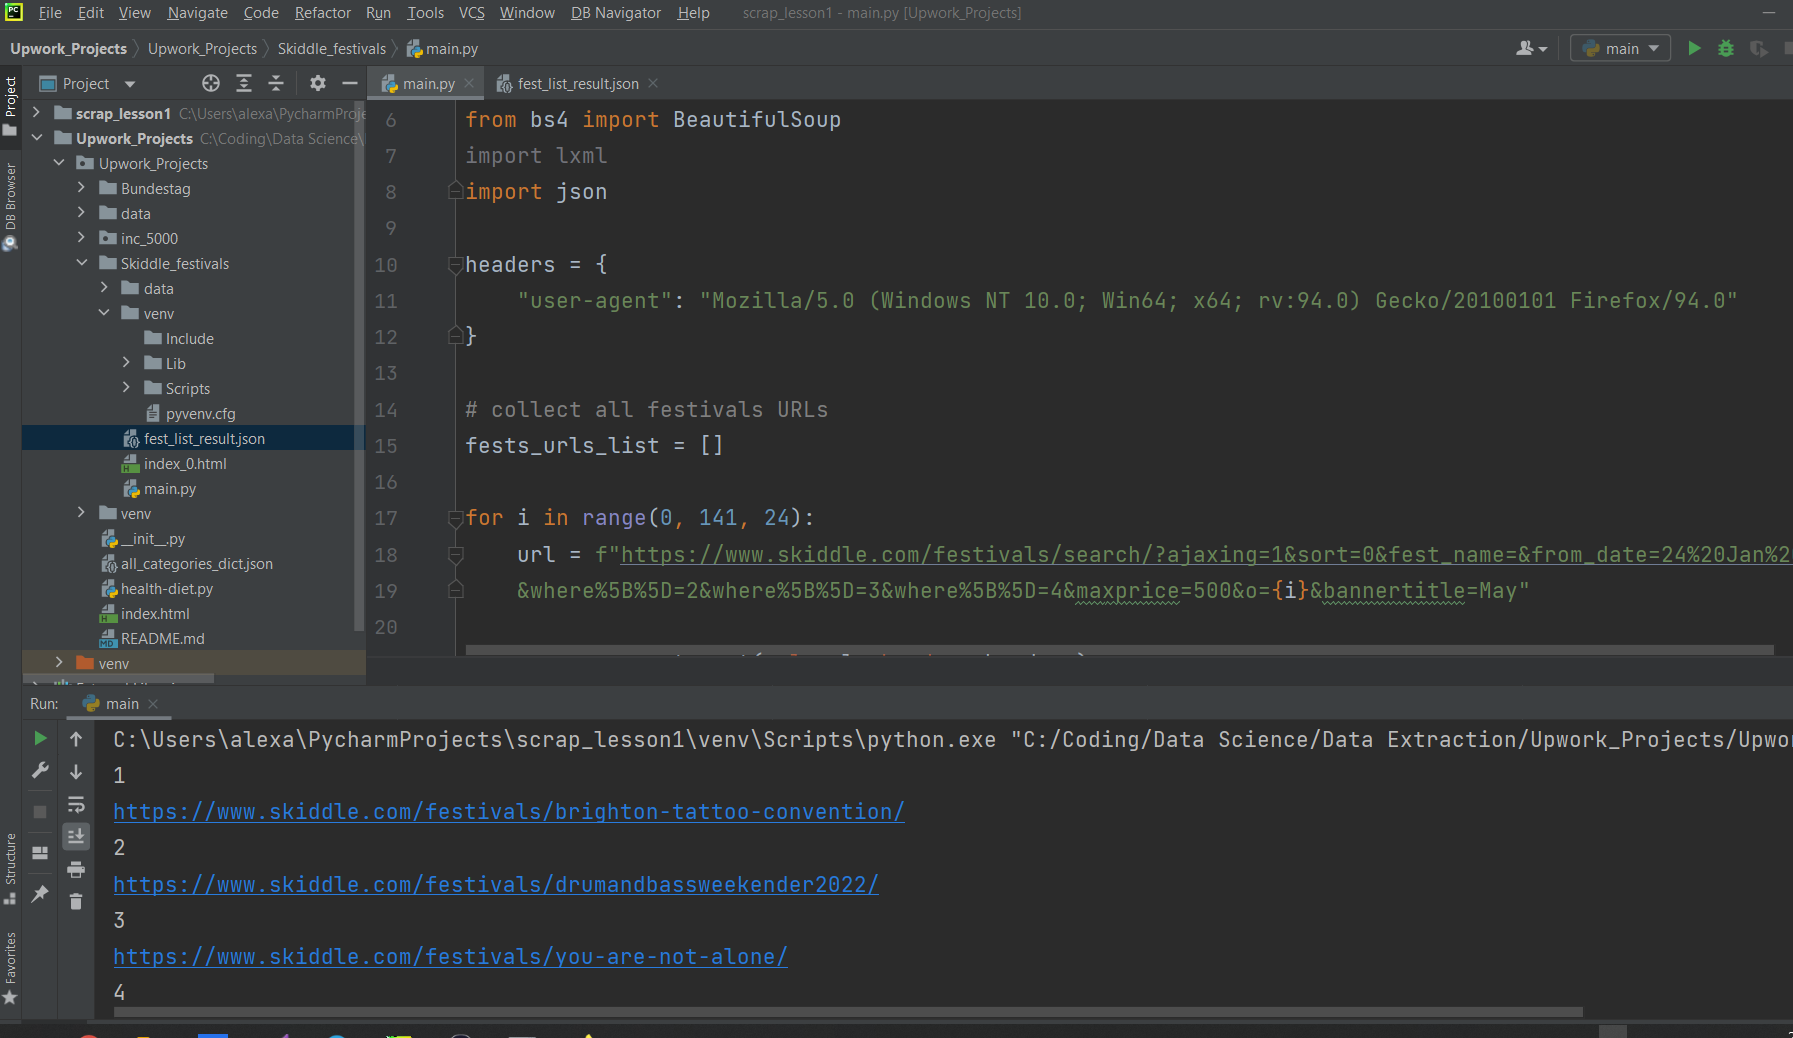 PC File Edit View Navigate Code Refactor Run Tools VCS Window DB Navigator Help scrap_lesson1 - main.py [Upwork_Projects]
Upwork_Projects Upwork_Projects Skiddle_festivals main.py main
Project main.py fest_list_result.json
Project
DB Browser
Structure
Favorites
scrap_lesson1 C:\Users\alexa\PycharmProje
Upwork_Projects C:\Coding\Data Science\
Upwork_Projects
Bundestag
data
inc_5000
Skiddle_festivals
data
venv
Include
Lib
Scripts
pyvenv.cfg
fest_list_result.json
index_0.html
main.py
venv
__init__.py
all_categories_dict.json
health-diet.py
index.html
README.md
venv
6 from bs4 import BeautifulSoup
7 import lxml
8 import json
9
10 headers = {
11 "user-agent": "Mozilla/5.0 (Windows NT 10.0; Win64; x64; rv:94.0) Gecko/20100101 Firefox/94.0"
12 }
13
14 # collect all festivals URLs
15 fests_urls_list = []
16
17 for i in range(0, 141, 24):
18 url = f"https://www.skiddle.com/festivals/search/?ajaxing=1&sort=0&fest_name=&from_date=24%20Jan%2
19 &where%5B%5D=2&where%5B%5D=3&where%5B%5D=4&maxprice=500&o={i}&bannertitle=May"
20
Run: main
C:\Users\alexa\PycharmProjects\scrap_lesson1\venv\Scripts\python.exe "C:/Coding/Data Science/Data Extraction/Upwork_Projects/Upwo
1
https://www.skiddle.com/festivals/brighton-tattoo-convention/
2
https://www.skiddle.com/festivals/drumandbassweekender2022/
3
https://www.skiddle.com/festivals/you-are-not-alone/
4